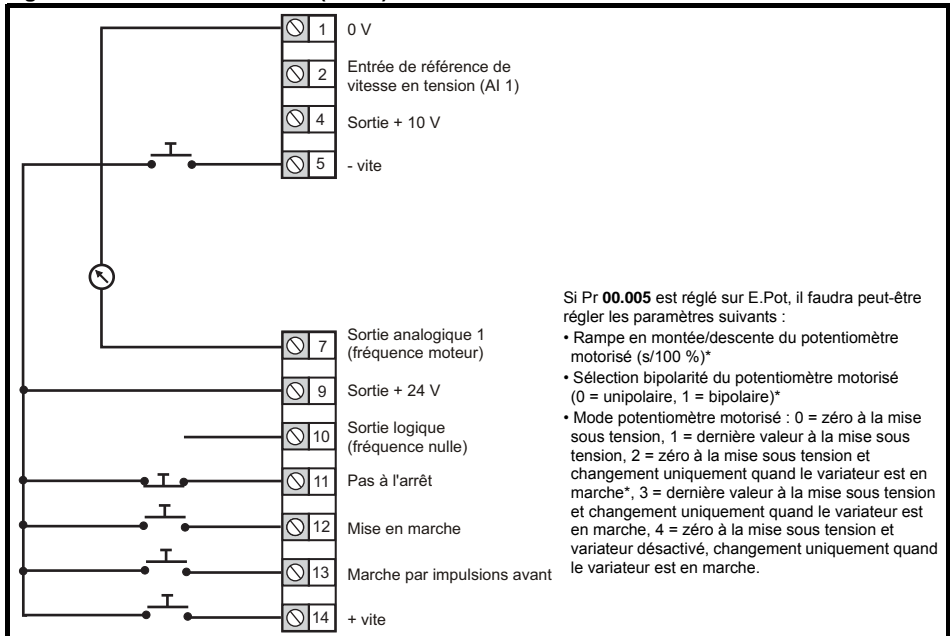 1 0 V
2 Entrée de référence de
vitesse en tension (AI 1)
4 Sortie + 10 V
5 - vite
7 Sortie analogique 1
(fréquence moteur)
9 Sortie + 24 V
10 Sortie logique
(fréquence nulle)
11 Pas à l'arrêt
12 Mise en marche
13 Marche par impulsions avant
14 + vite
Si Pr 00.005 est réglé sur E.Pot, il faudra peut-être
régler les paramètres suivants :
• Rampe en montée/descente du potentiomètre
motorisé (s/100 %)*
• Sélection bipolarité du potentiomètre motorisé
(0 = unipolaire, 1 = bipolaire)*
• Mode potentiomètre motorisé : 0 = zéro à la mise
sous tension, 1 = dernière valeur à la mise sous
tension, 2 = zéro à la mise sous tension et
changement uniquement quand le variateur est en
marche*, 3 = dernière valeur à la mise sous tension
et changement uniquement quand le variateur est
en marche, 4 = zéro à la mise sous tension et
variateur désactivé, changement uniquement quand
le variateur est en marche.